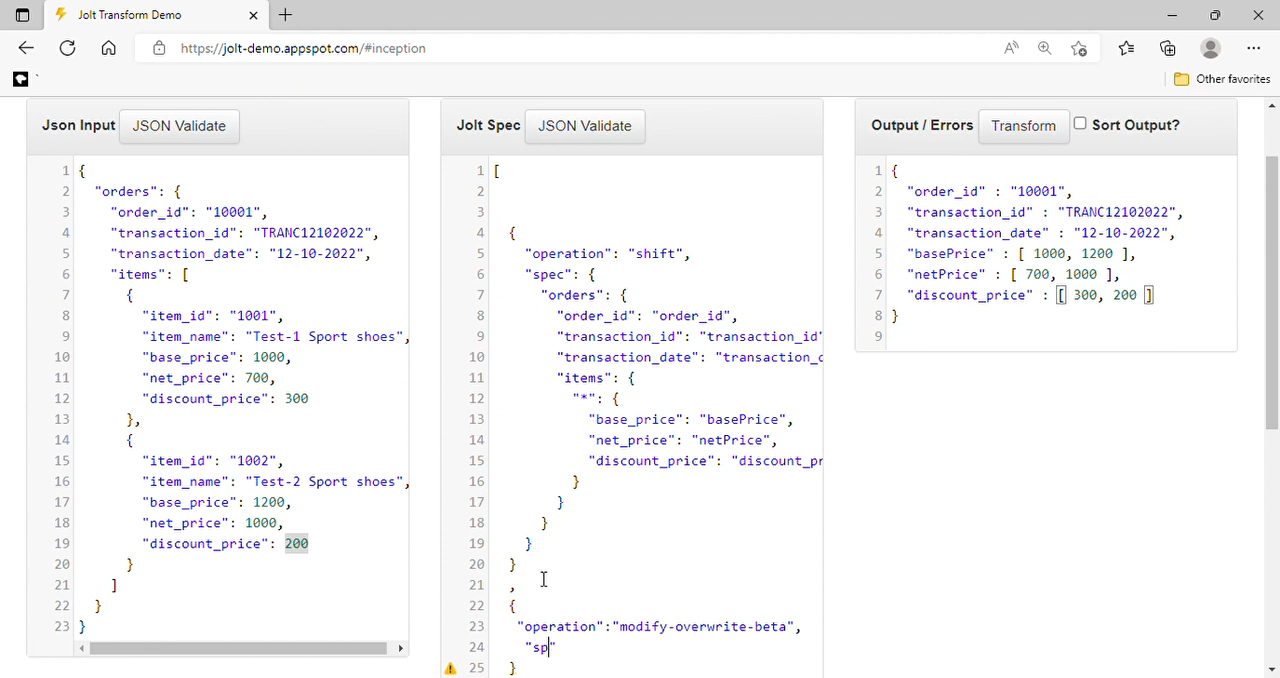 Jolt Transform Demo
https://jolt-demo.appspot.com/#inception
Other favorites
Json Input JSON Validate
1 {
2 "orders": {
3 "order_id": "10001",
4 "transaction_id": "TRANC12102022",
5 "transaction_date": "12-10-2022",
6 "items": [
7 {
8 "item_id": "1001",
9 "item_name": "Test-1 Sport shoes",
10 "base_price": 1000,
11 "net_price": 700,
12 "discount_price": 300
13 },
14 {
15 "item_id": "1002",
16 "item_name": "Test-2 Sport shoes",
17 "base_price": 1200,
18 "net_price": 1000,
19 "discount_price": 200
20 }
21 ]
22 }
23 }
Jolt Spec JSON Validate
1 [
2
3
4 {
5 "operation": "shift",
6 "spec": {
7 "orders": {
8 "order_id": "order_id",
9 "transaction_id": "transaction_id"
10 "transaction_date": "transaction_d
11 "items": {
12 "*": {
13 "base_price": "basePrice",
14 "net_price": "netPrice",
15 "discount_price": "discount_pr
16 }
17 }
18 }
19 }
20 }
21 ,
22 {
23 "operation":"modify-overwrite-beta",
24 "sp"
25 }
Output / Errors Transform Sort Output?
1 {
2 "order_id" : "10001",
3 "transaction_id" : "TRANC12102022",
4 "transaction_date" : "12-10-2022",
5 "basePrice" : [ 1000, 1200 ],
6 "netPrice" : [ 700, 1000 ],
7 "discount_price" : [ 300, 200 ]
8 }
9